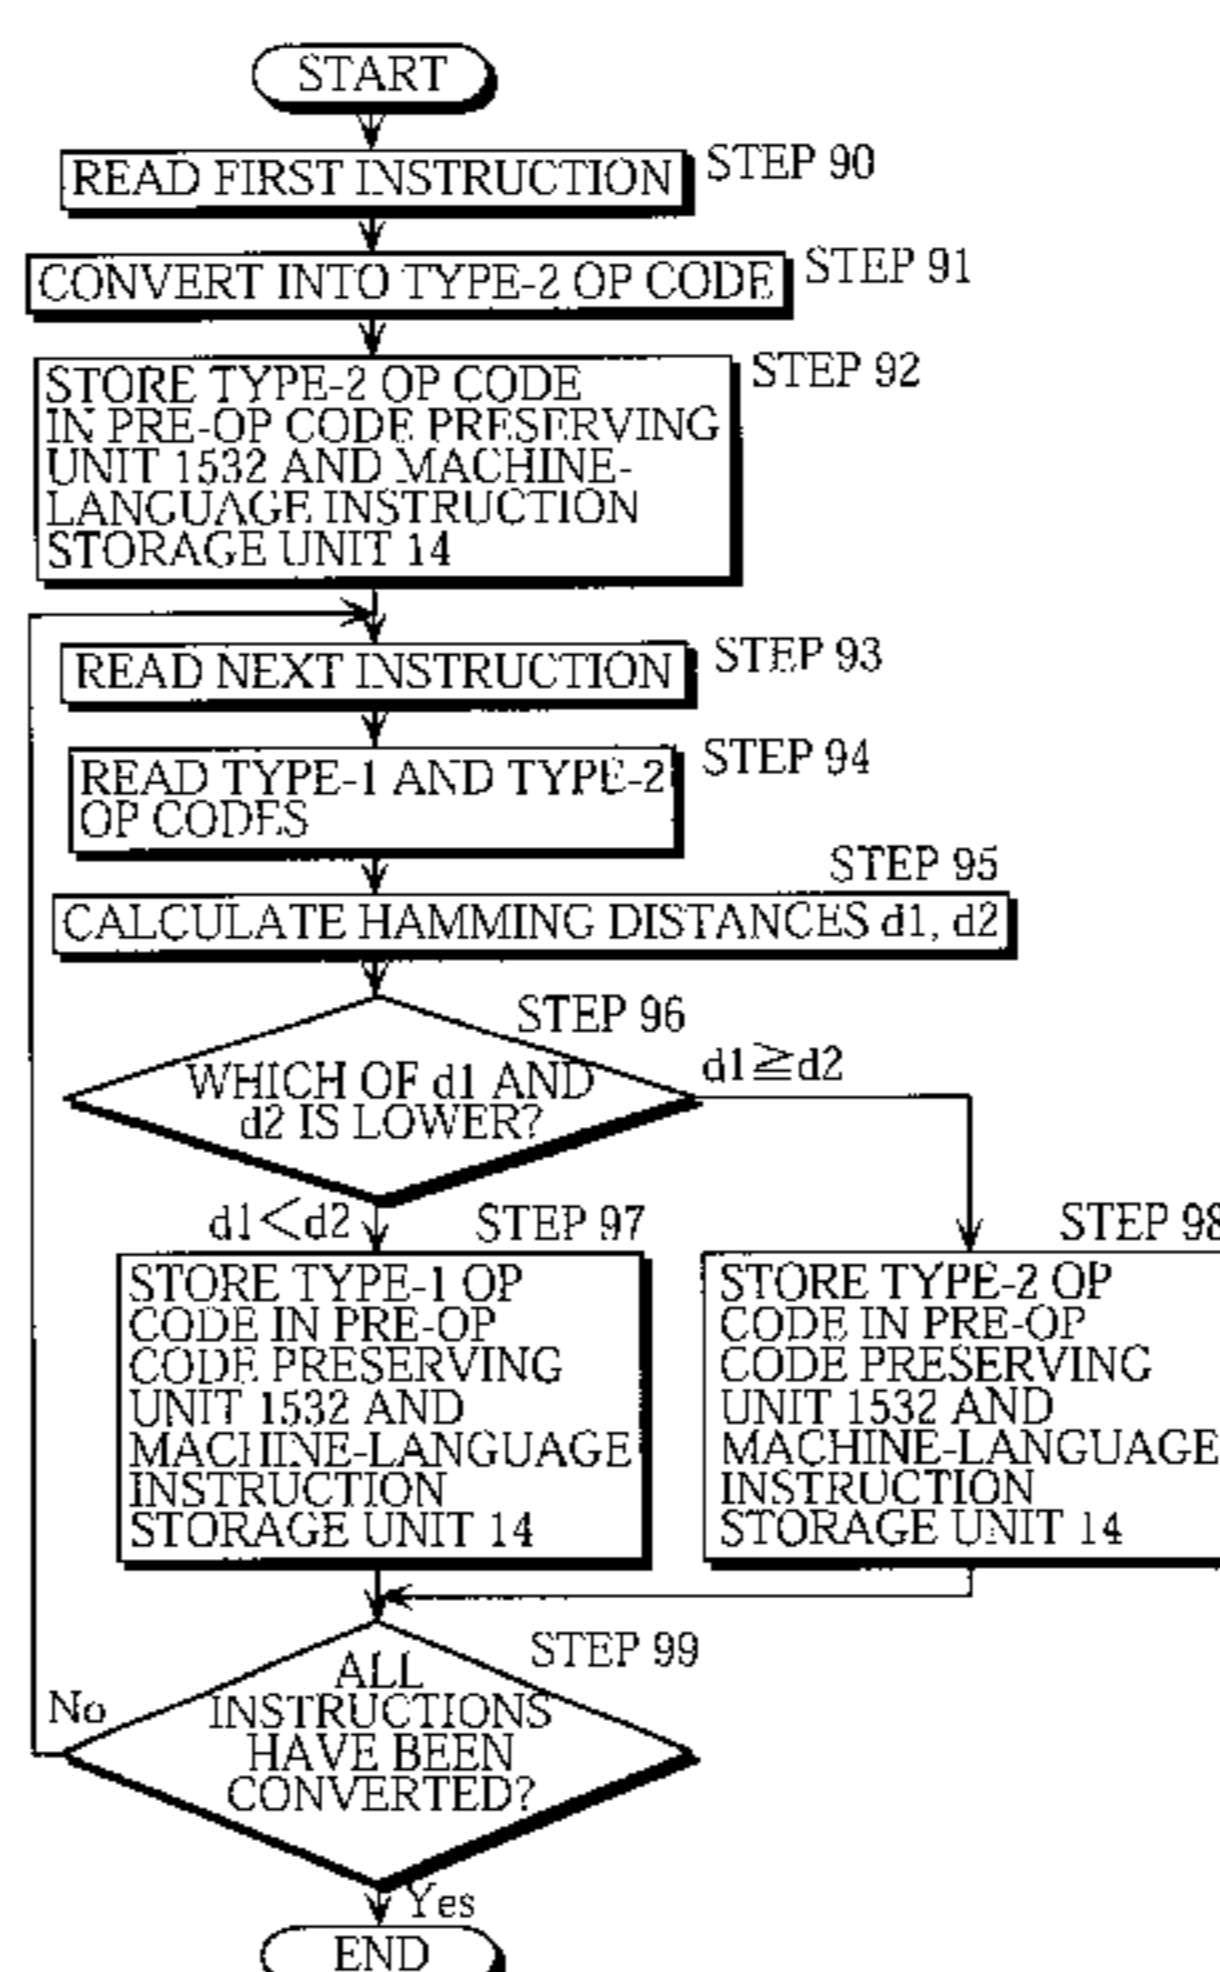 START
READ FIRST INSTRUCTION
STEP 90
CONVERT INTO TYPE-2 OP CODE
STEP 91
STORE TYPE-2 OP CODE
IN PRE-OP CODE PRESERVING
UNIT 1532 AND MACHINE-
LANGUAGE INSTRUCTION
STORAGE UNIT 14
STEP 92
READ NEXT INSTRUCTION
STEP 93
READ TYPE-1 AND TYPE-2
OP CODES
STEP 94
STEP 95
CALCULATE HAMMING DISTANCES d1, d2
STEP 96
WHICH OF d1 AND
d2 IS LOWER?
d1≧d2
d1<d2
STEP 97
STORE TYPE-1 OP
CODE IN PRE-OP
CODE PRESERVING
UNIT 1532 AND
MACHINE-LANGUAGE
INSTRUCTION
STORAGE UNIT 14
STEP 98
STORE TYPE-2 OP
CODE IN PRE-OP
CODE PRESERVING
UNIT 1532 AND
MACHINE-LANGUAGE
INSTRUCTION
STORAGE UNIT 14
STEP 99
ALL
INSTRUCTIONS
HAVE BEEN
CONVERTED?
No
Yes
END